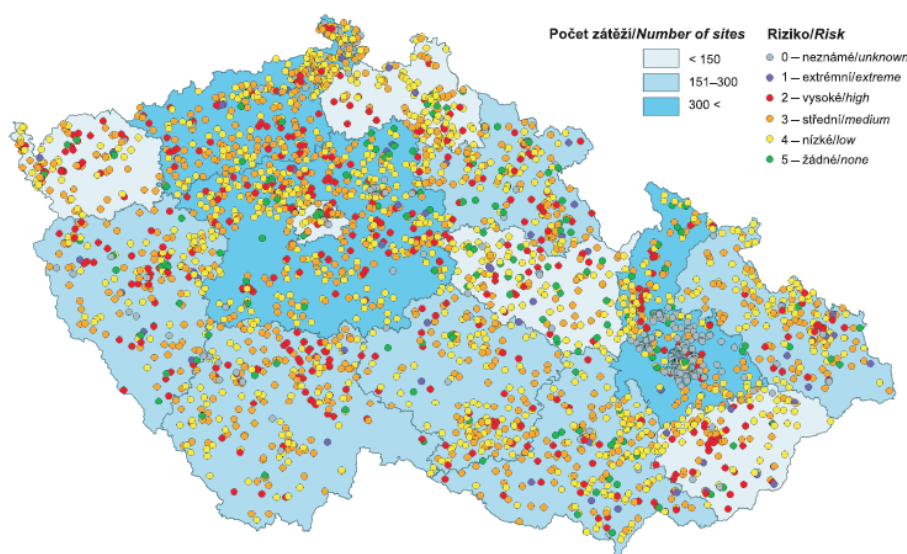 Počet zátěží/Number of sites
< 150
151–300
300 <
Riziko/Risk
0 – neznámé/unknown
1 – extrémní/extreme
2 – vysoké/high
3 – střední/medium
4 – nízké/low
5 – žádné/none